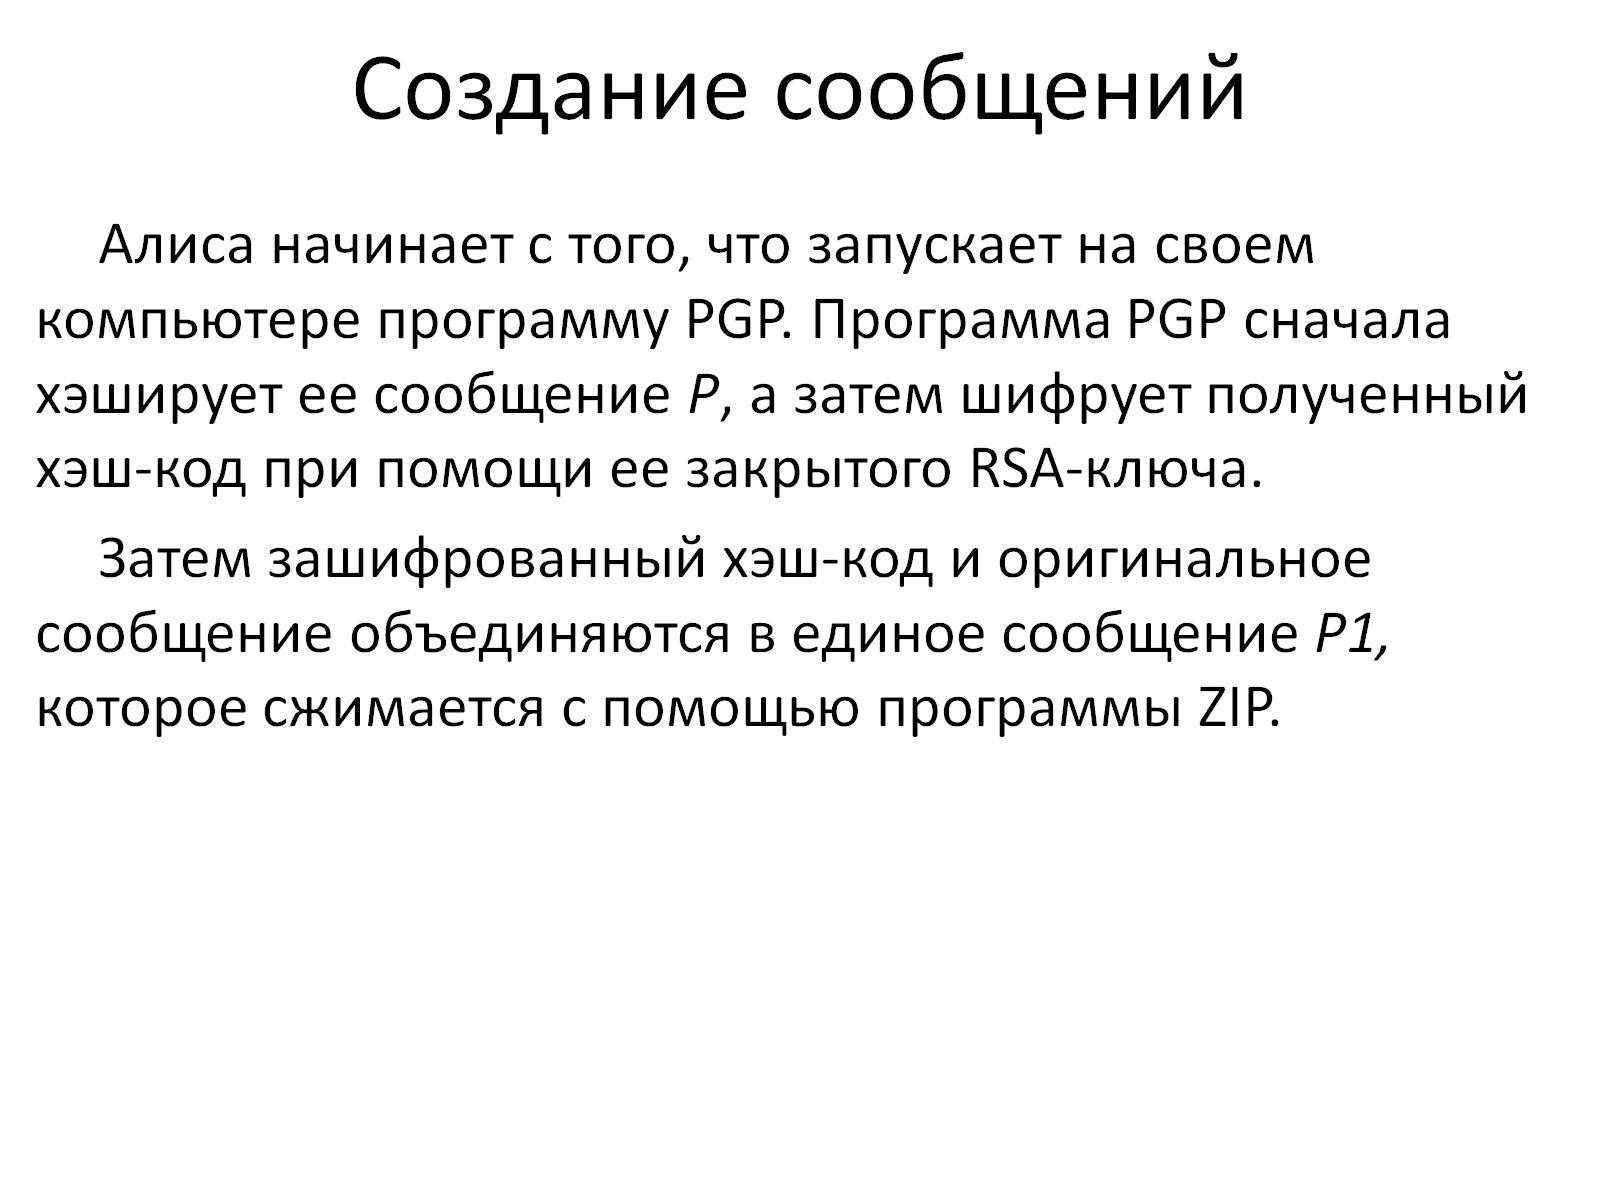 Создание сообщений
Алиса начинает с того, что запускает на своем
компьютере программу PGP. Программа PGP сначала
хэширует ее сообщение P, а затем шифрует полученный
хэш-код при помощи ее закрытого RSA-ключа.
Затем зашифрованный хэш-код и оригинальное
сообщение объединяются в единое сообщение P1,
которое сжимается с помощью программы ZIP.